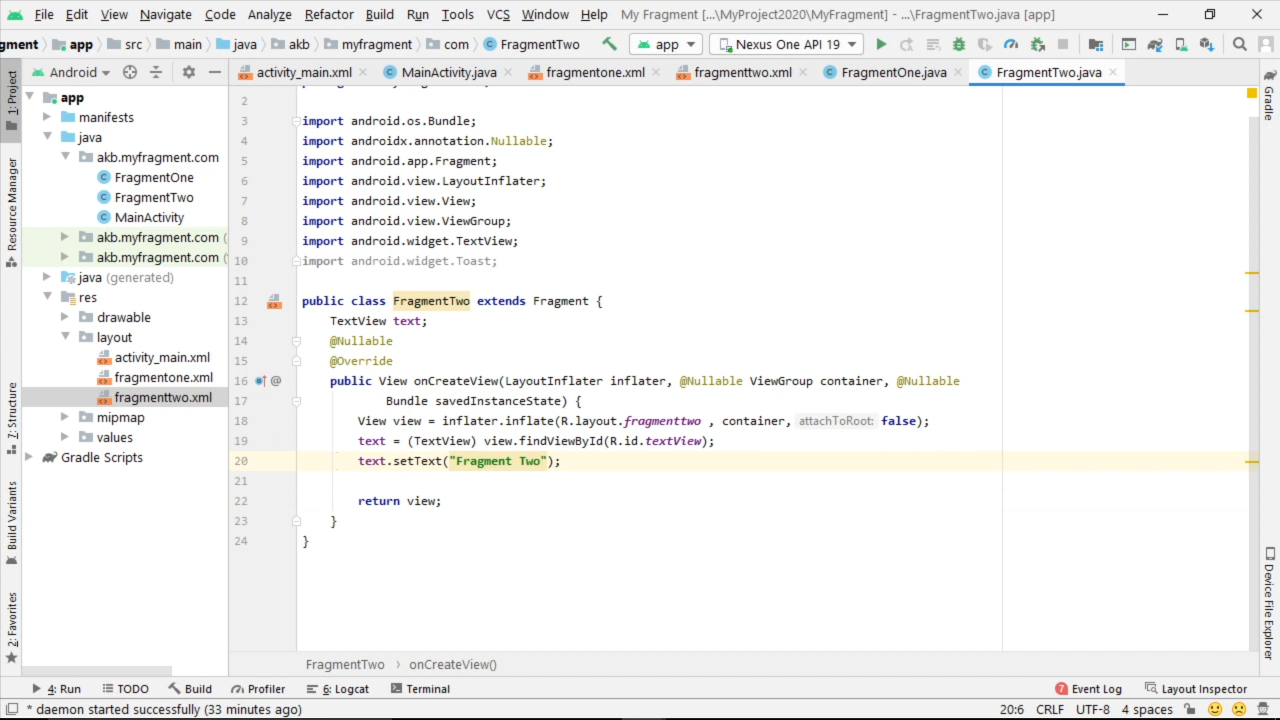 File Edit View Navigate Code Analyze Refactor Build Run Tools VCS Window Help My Fragment [...\MyProject2020\MyFragment] - ...\FragmentTwo.java [app]
gment app src main java akb myfragment com FragmentTwo app Nexus One API 19
1: Project
Resource Manager
7: Structure
Build Variants
2: Favorites
Android
app
manifests
java
akb.myfragment.com
FragmentOne
FragmentTwo
MainActivity
akb.myfragment.com (
akb.myfragment.com (
java (generated)
res
drawable
layout
activity_main.xml
fragmentone.xml
fragmenttwo.xml
mipmap
values
Gradle Scripts
activity_main.xml MainActivity.java fragmentone.xml fragmenttwo.xml FragmentOne.java FragmentTwo.java
2
3 import android.os.Bundle;
4 import androidx.annotation.Nullable;
5 import android.app.Fragment;
6 import android.view.LayoutInflater;
7 import android.view.View;
8 import android.view.ViewGroup;
9 import android.widget.TextView;
10 import android.widget.Toast;
11
12 public class FragmentTwo extends Fragment {
13 TextView text;
14 @Nullable
15 @Override
16 public View onCreateView(LayoutInflater inflater, @Nullable ViewGroup container, @Nullable
17 Bundle savedInstanceState) {
18 View view = inflater.inflate(R.layout.fragmenttwo , container, attachToRoot: false);
19 text = (TextView) view.findViewById(R.id.textView);
20 text.setText("Fragment Two");
21
22 return view;
23 }
24 }
Gradle
Device File Explorer
FragmentTwo › onCreateView()
4: Run TODO Build Profiler 6: Logcat Terminal 7 Event Log Layout Inspector
* daemon started successfully (33 minutes ago) 20:6 CRLF UTF-8 4 spaces